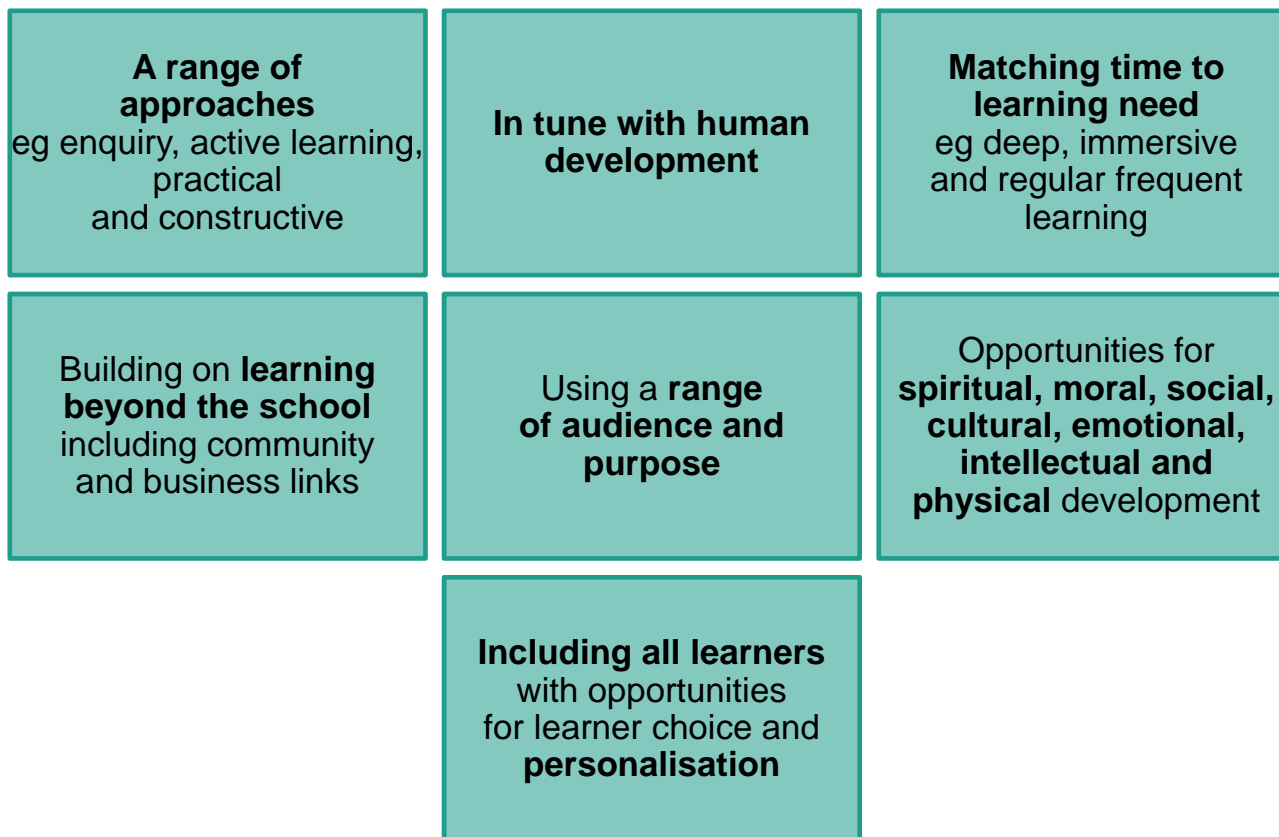 A range of
approaches
eg enquiry, active learning,
practical
and constructive
In tune with human
development
Matching time to
learning need
eg deep, immersive
and regular frequent
learning
Building on learning
beyond the school
including community
and business links
Using a range
of audience and
purpose
Opportunities for
spiritual, moral, social,
cultural, emotional,
intellectual and
physical development
Including all learners
with opportunities
for learner choice and
personalisation